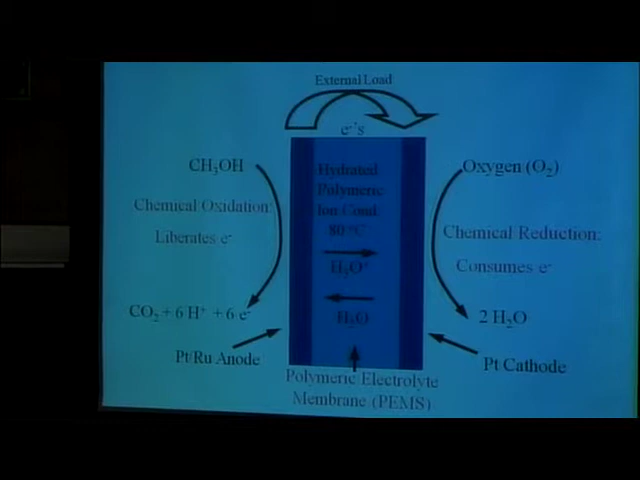 External Load
e⁻'s
CH₃OH
Chemical Oxidation:
Liberates e⁻
CO₂ + 6 H⁺ + 6 e⁻
Pt/Ru Anode
Hydrated
Polymeric
Ion Cond.
80 °C
H₃O⁺
H₂O
Oxygen (O₂)
Chemical Reduction:
Consumes e⁻
2 H₂O
Pt Cathode
Polymeric Electrolyte
Membrane (PEMS)